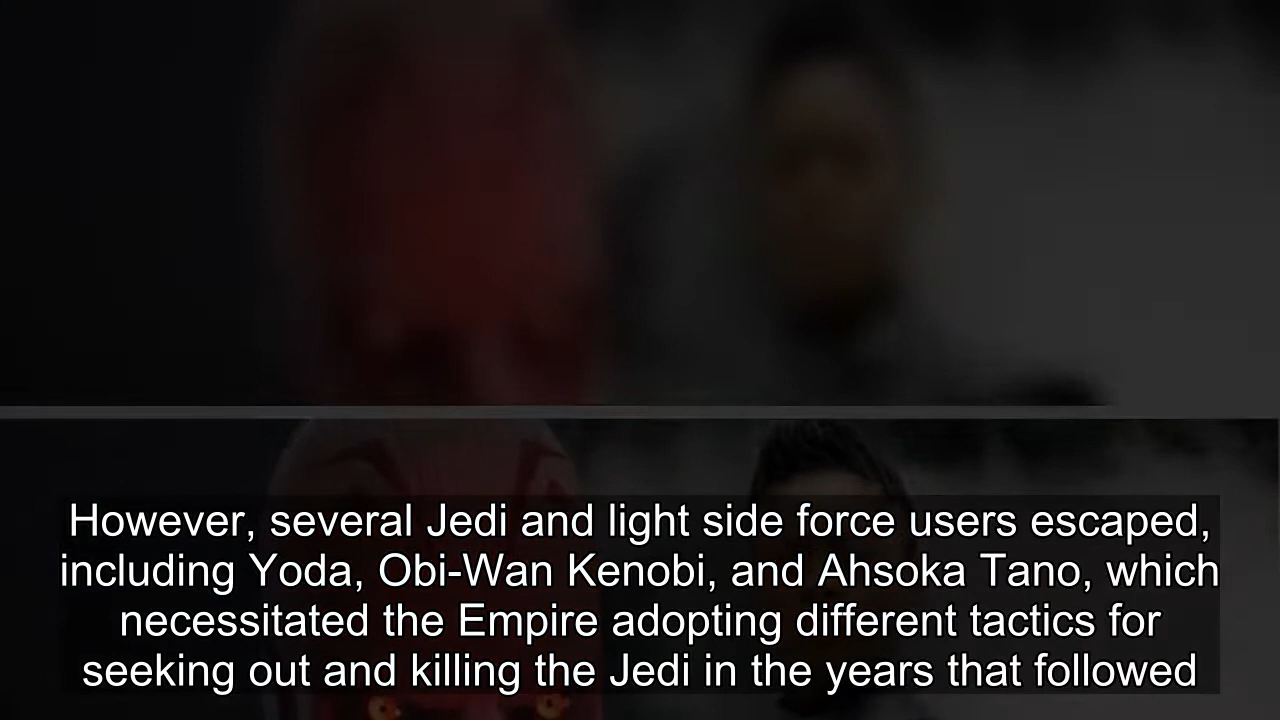 However, several Jedi and light side force users escaped,
including Yoda, Obi-Wan Kenobi, and Ahsoka Tano, which
necessitated the Empire adopting different tactics for
seeking out and killing the Jedi in the years that followed